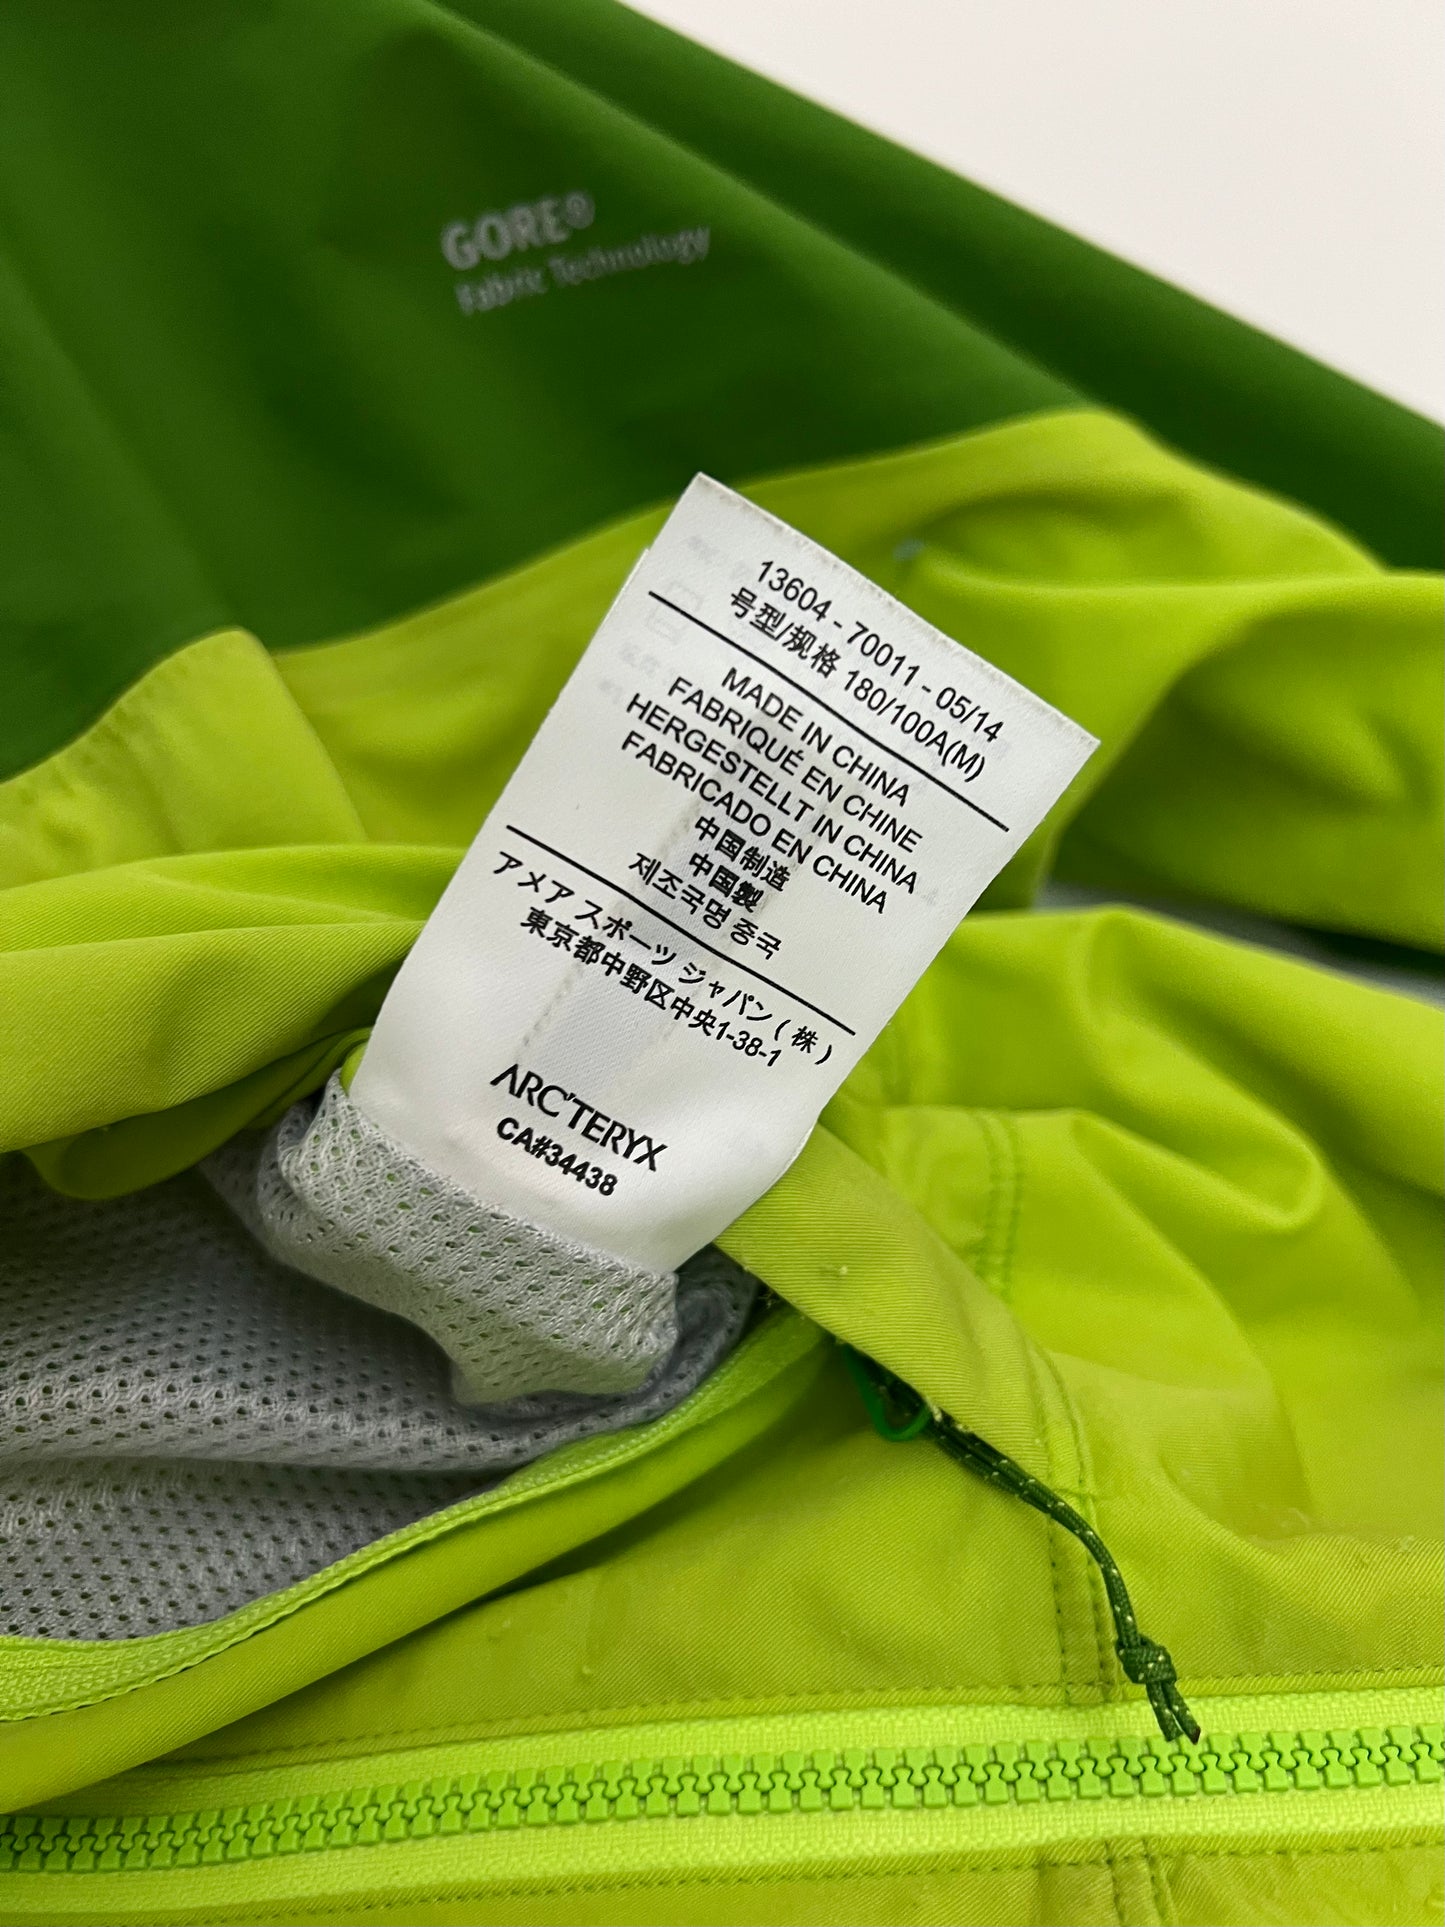 GORE®
Fabric Technology
13604 - 70011 - 05/14
号型/规格 180/100A(M)
MADE IN CHINA
FABRIQUÉ EN CHINE
HERGESTELLT IN CHINA
FABRICADO EN CHINA
中国制造
中国製
제조국명 중국
アメア スポーツ ジャパン ( 株 )
東京都中野区中央1-38-1
ARC'TERYX
CA#34438